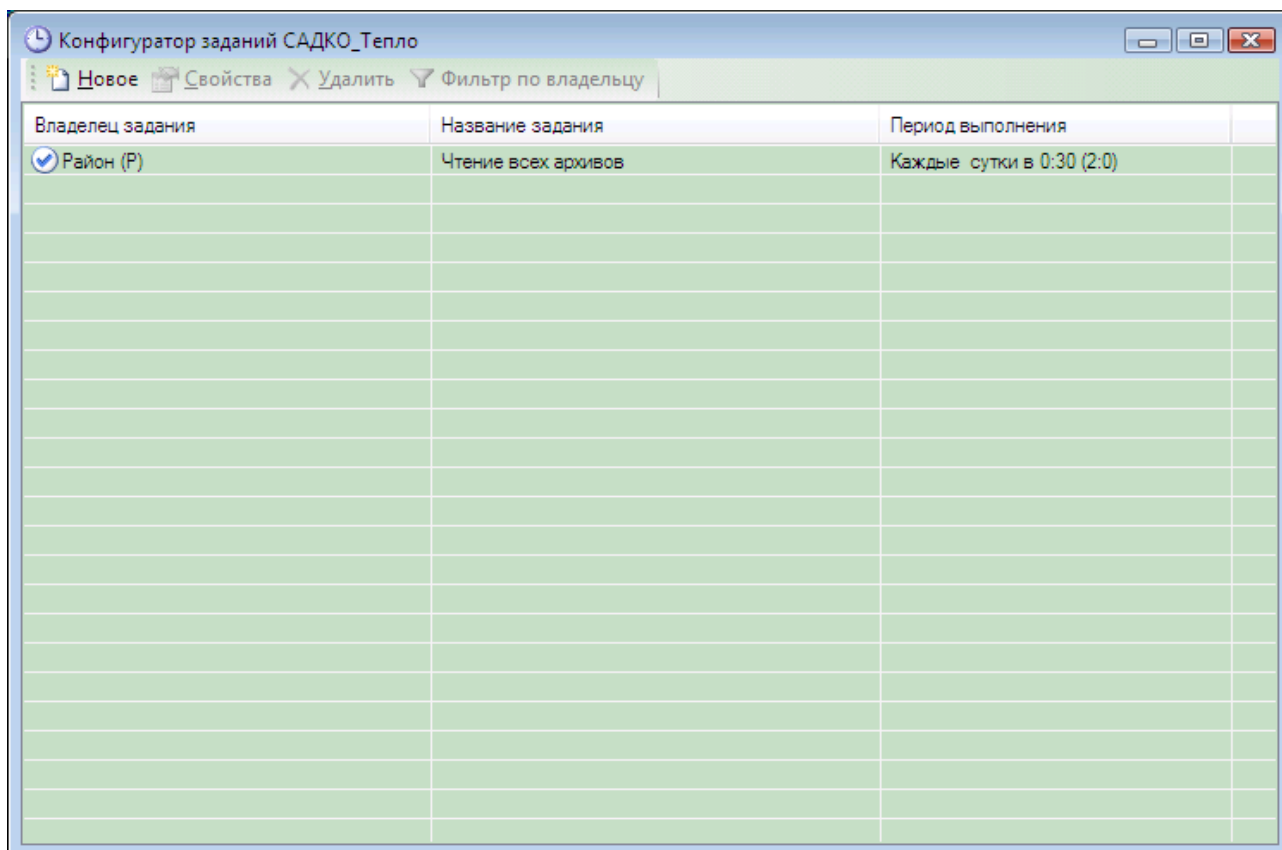 Конфигуратор заданий САДКО_Тепло
Новое Свойства Удалить Фильтр по владельцу
Владелец задания Название задания Период выполнения
Район (Р) Чтение всех архивов Каждые  сутки в 0:30 (2:0)